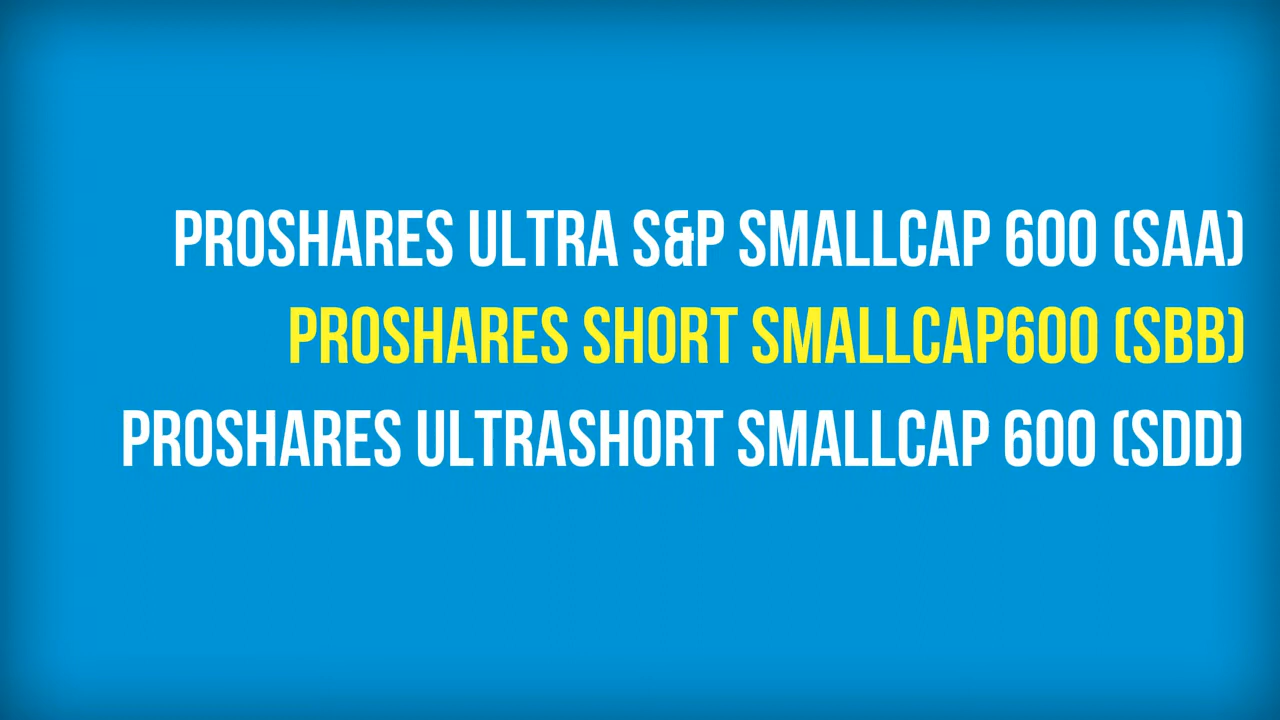 PROSHARES ULTRA S&P SMALLCAP 600 (SAA)
PROSHARES SHORT SMALLCAP600 (SBB)
PROSHARES ULTRASHORT SMALLCAP 600 (SDD)